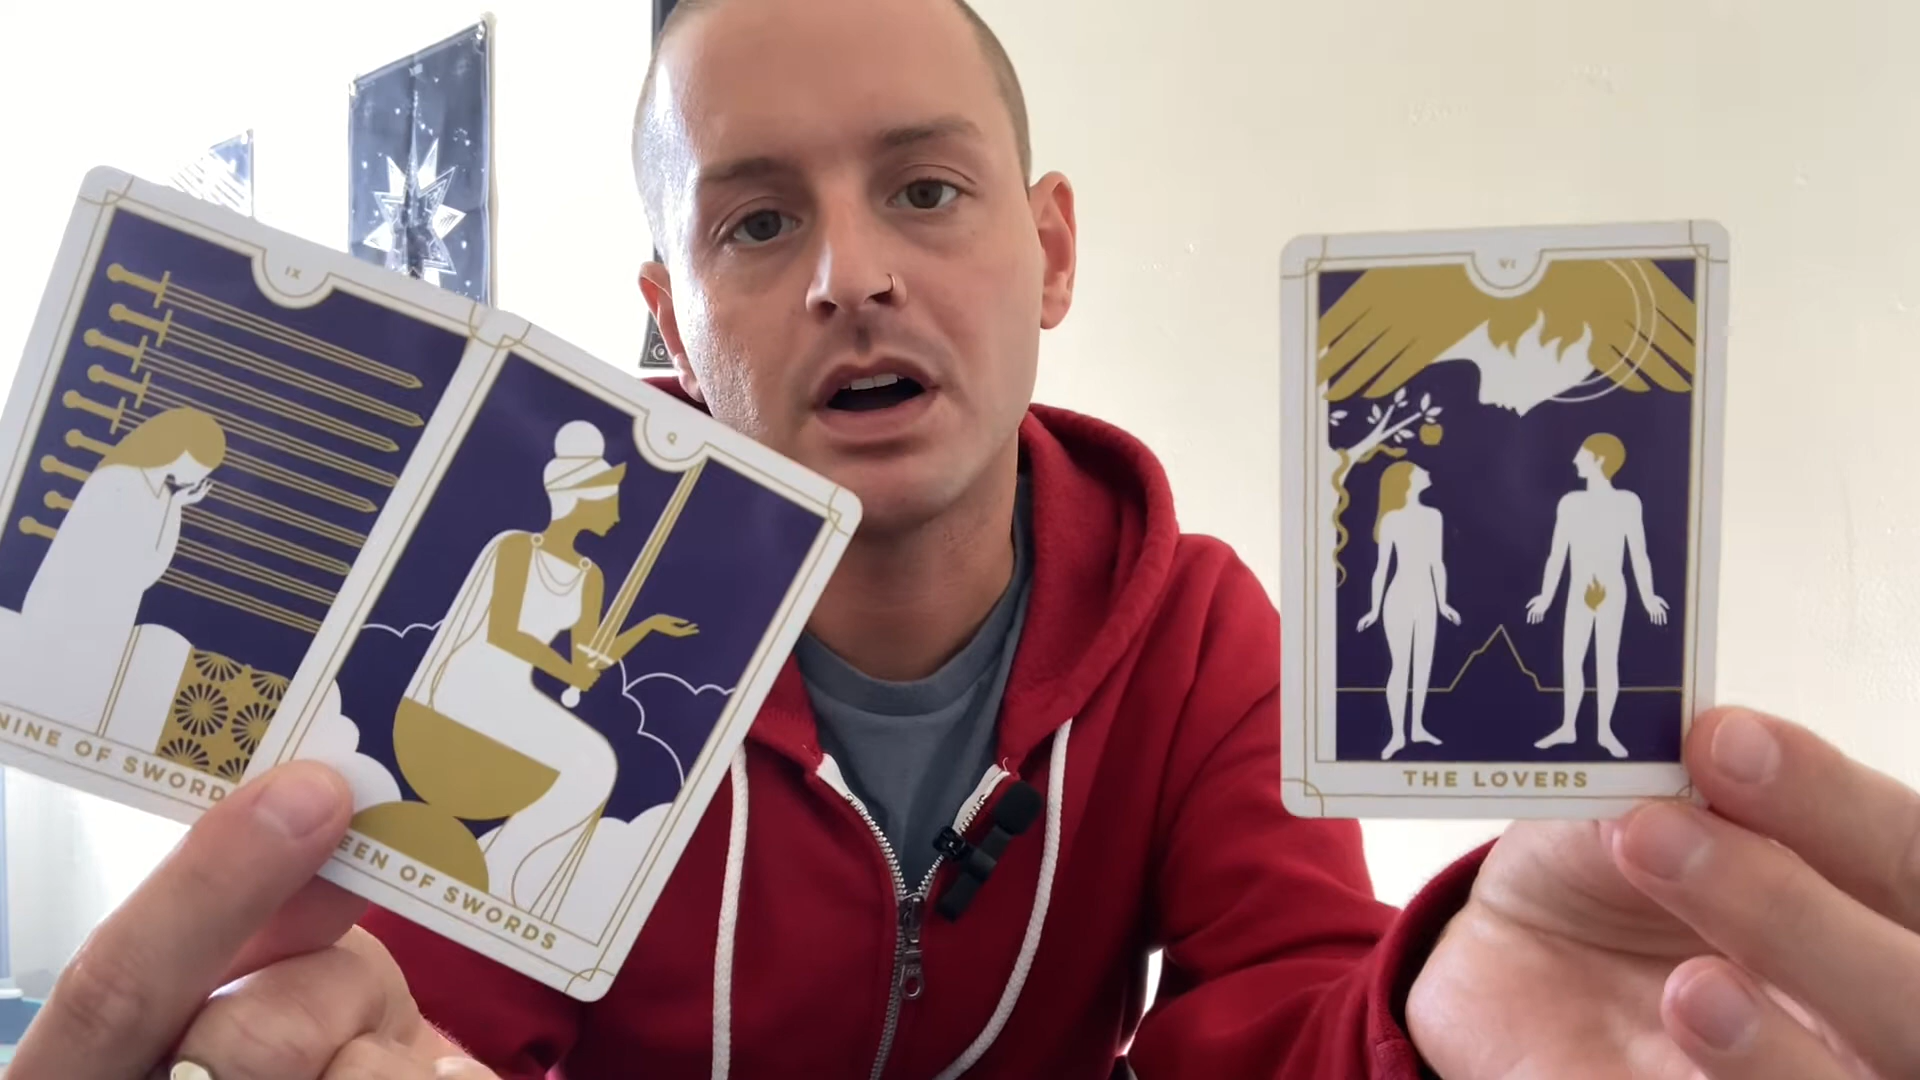 IX
NINE OF SWORD
Q
EEN OF SWORDS
VI
THE LOVERS